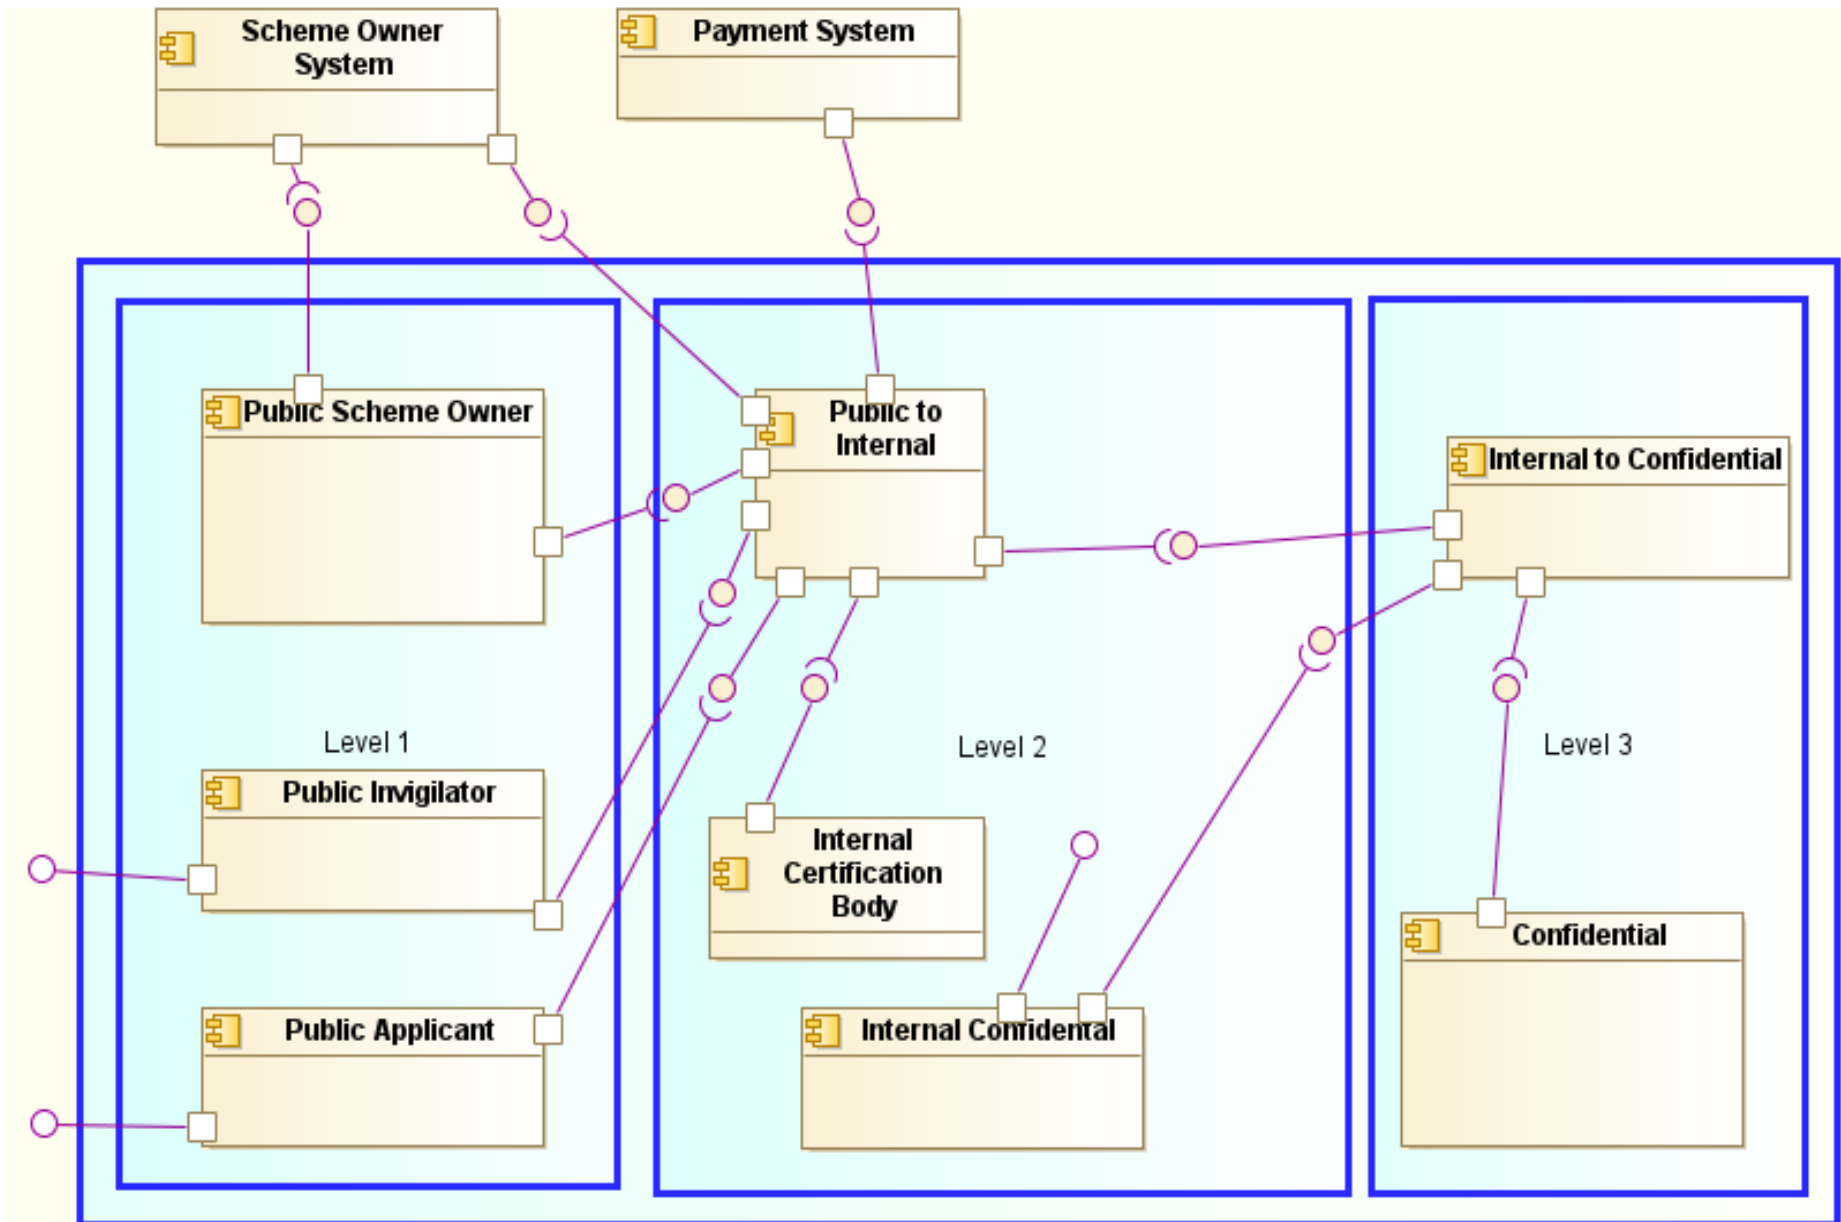 Scheme Owner
System
Payment System
Public Scheme Owner
Public to
Internal
Internal to Confidential
Level 1
Level 2
Level 3
Public Invigilator
Internal
Certification
Body
Confidential
Public Applicant
Internal Confidental